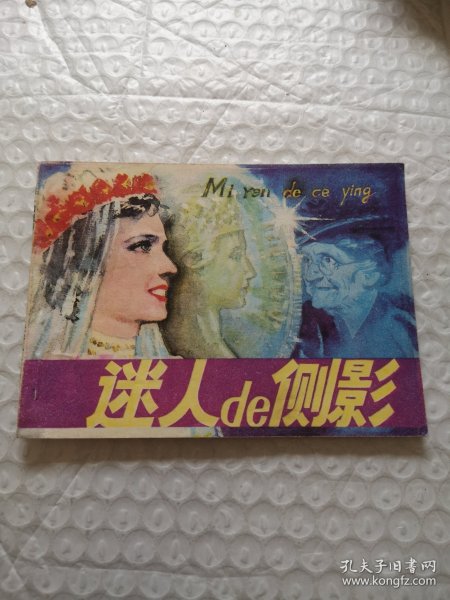 Mi ren de ce ying
迷人de侧影
孔夫子旧书网
www.kongfz.com